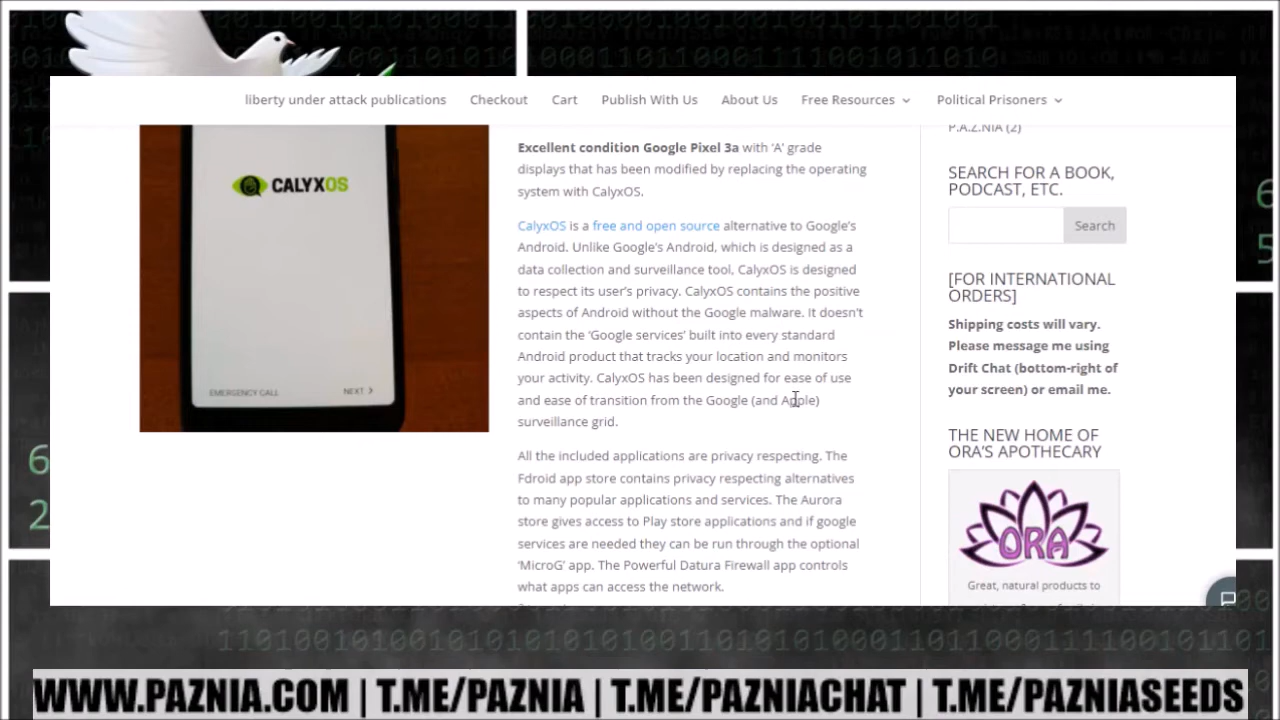 liberty under attack publications
Checkout
Cart
Publish With Us
About Us
Free Resources
Political Prisoners
CALYXOS
EMERGENCY CALL
NEXT
Excellent condition Google Pixel 3a with ‘A’ grade
displays that has been modified by replacing the operating
system with CalyxOS.
CalyxOS is a free and open source alternative to Google’s
Android. Unlike Google’s Android, which is designed as a
data collection and surveillance tool, CalyxOS is designed
to respect its user’s privacy. CalyxOS contains the positive
aspects of Android without the Google malware. It doesn’t
contain the ‘Google services’ built into every standard
Android product that tracks your location and monitors
your activity. CalyxOS has been designed for ease of use
and ease of transition from the Google (and Apple)
surveillance grid.
All the included applications are privacy respecting. The
Fdroid app store contains privacy respecting alternatives
to many popular applications and services. The Aurora
store gives access to Play store applications and if google
services are needed they can be run through the optional
‘MicroG’ app. The Powerful Datura Firewall app controls
what apps can access the network.
P.A.Z.NIA (2)
SEARCH FOR A BOOK,
PODCAST, ETC.
Search
[FOR INTERNATIONAL
ORDERS]
Shipping costs will vary.
Please message me using
Drift Chat (bottom-right of
your screen) or email me.
THE NEW HOME OF
ORA’S APOTHECARY
ORA
Great, natural products to
WWW.PAZNIA.COM | T.ME/PAZNIA | T.ME/PAZNIACHAT | T.ME/PAZNIASEEDS